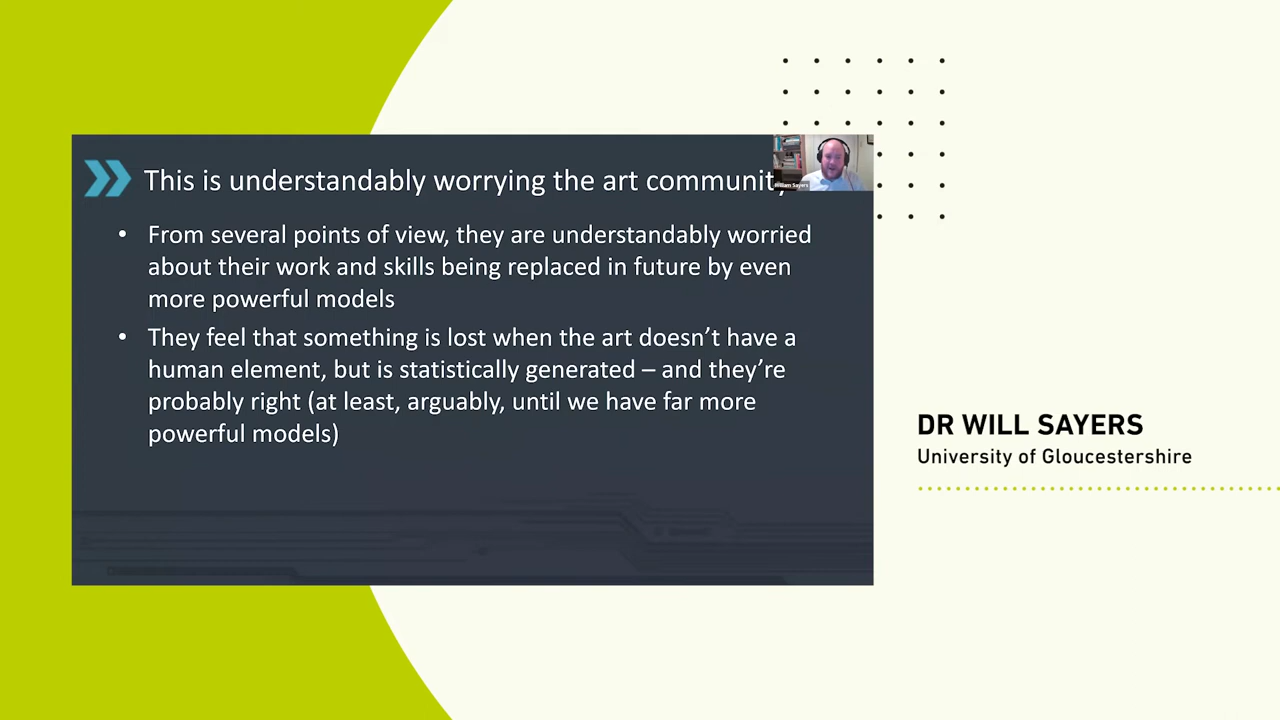 This is understandably worrying the art community
William Sayers
• From several points of view, they are understandably worried
about their work and skills being replaced in future by even
more powerful models
• They feel that something is lost when the art doesn’t have a
human element, but is statistically generated – and they’re
probably right (at least, arguably, until we have far more
powerful models)
DR WILL SAYERS
University of Gloucestershire